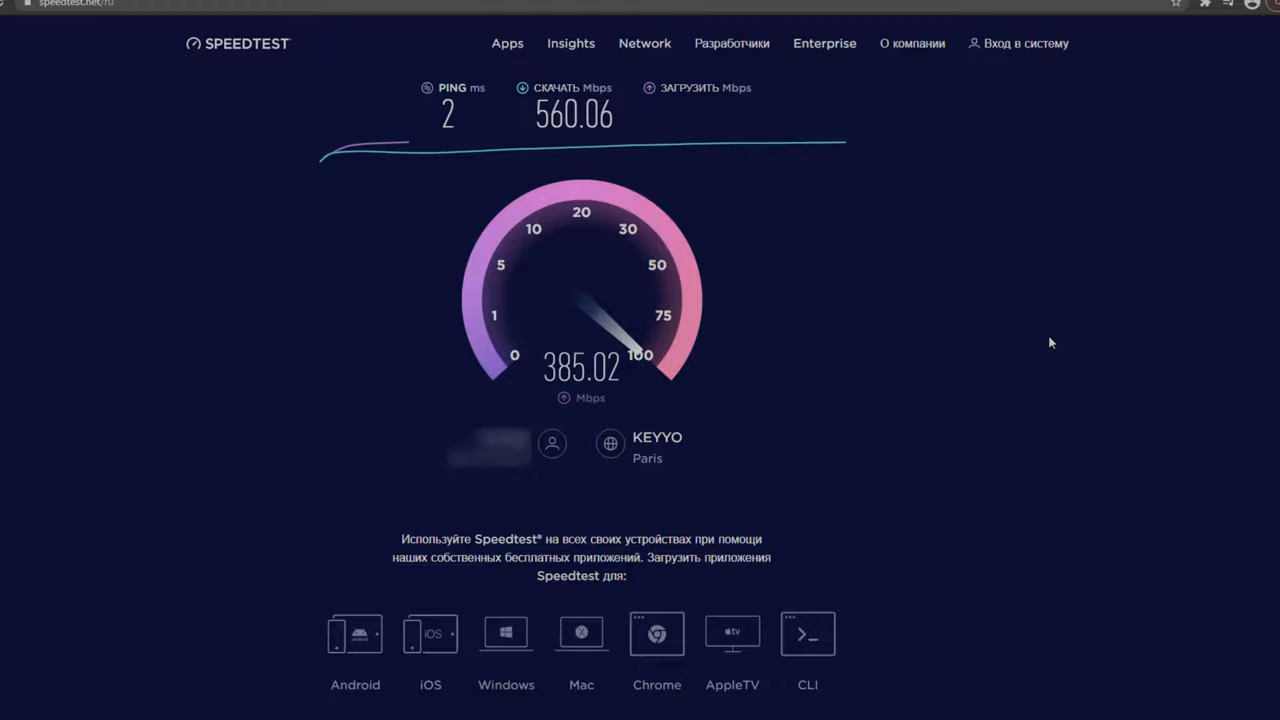 speedtest.net/ru
SPEEDTEST
Apps
Insights
Network
Разработчики
Enterprise
О компании
Вход в систему
PING ms
2
СКАЧАТЬ Mbps
560.06
ЗАГРУЗИТЬ Mbps
0
1
5
10
20
30
50
75
100
385.02
Mbps
KEYYO
Paris
Используйте Speedtest® на всех своих устройствах при помощи
наших собственных бесплатных приложений. Загрузить приложения
Speedtest для:
android
iOS
tv
Android
iOS
Windows
Mac
Chrome
AppleTV
CLI